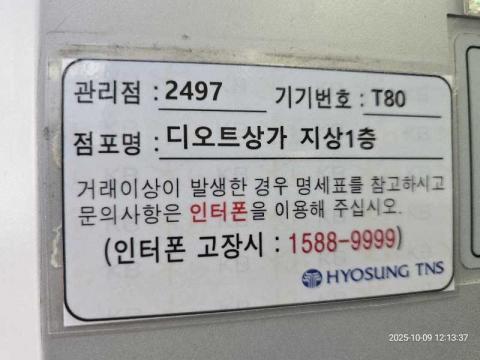 관리점 : 2497 기기번호 : T80
점포명 : 디오트상가 지상1층
거래이상이 발생한 경우 명세표를 참고하시고
문의사항은 인터폰을 이용해 주십시오.
(인터폰 고장시 : 1588-9999)
HYOSUNG TNS
2025-10-09 12:13:37